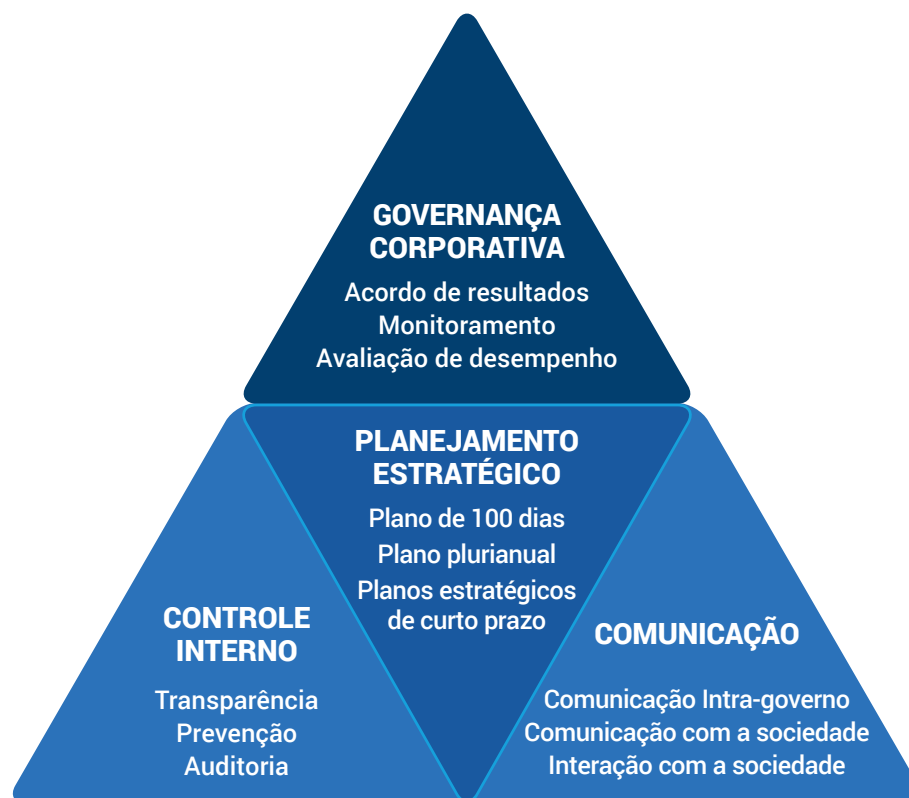 GOVERNANÇA
CORPORATIVA
Acordo de resultados
Monitoramento
Avaliação de desempenho
PLANEJAMENTO
ESTRATÉGICO
Plano de 100 dias
Plano plurianual
Planos estratégicos
de curto prazo
CONTROLE
INTERNO
Transparência
Prevenção
Auditoria
COMUNICAÇÃO
Comunicação Intra-governo
Comunicação com a sociedade
Interação com a sociedade